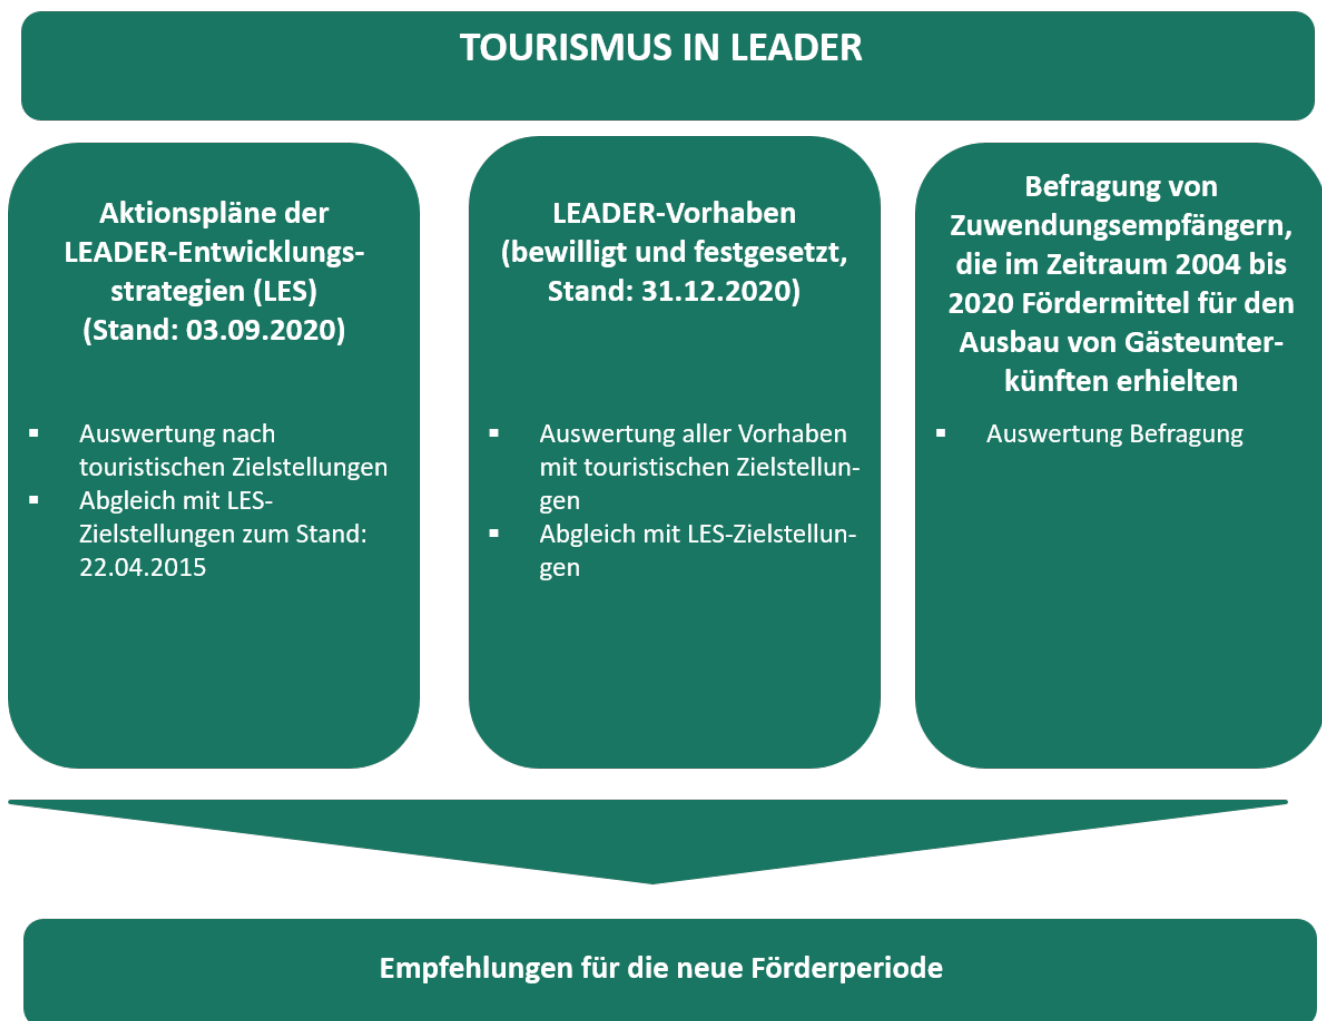 TOURISMUS IN LEADER
Aktionspläne der
LEADER-Entwicklungs-
strategien (LES)
(Stand: 03.09.2020)
▪ Auswertung nach
touristischen Zielstellungen
▪ Abgleich mit LES-
Zielstellungen zum Stand:
22.04.2015
LEADER-Vorhaben
(bewilligt und festgesetzt,
Stand: 31.12.2020)
▪ Auswertung aller Vorhaben
mit touristischen Zielstellun-
gen
▪ Abgleich mit LES-Zielstellun-
gen
Befragung von
Zuwendungsempfängern,
die im Zeitraum 2004 bis
2020 Fördermittel für den
Ausbau von Gästeunter-
künften erhielten
▪ Auswertung Befragung
Empfehlungen für die neue Förderperiode